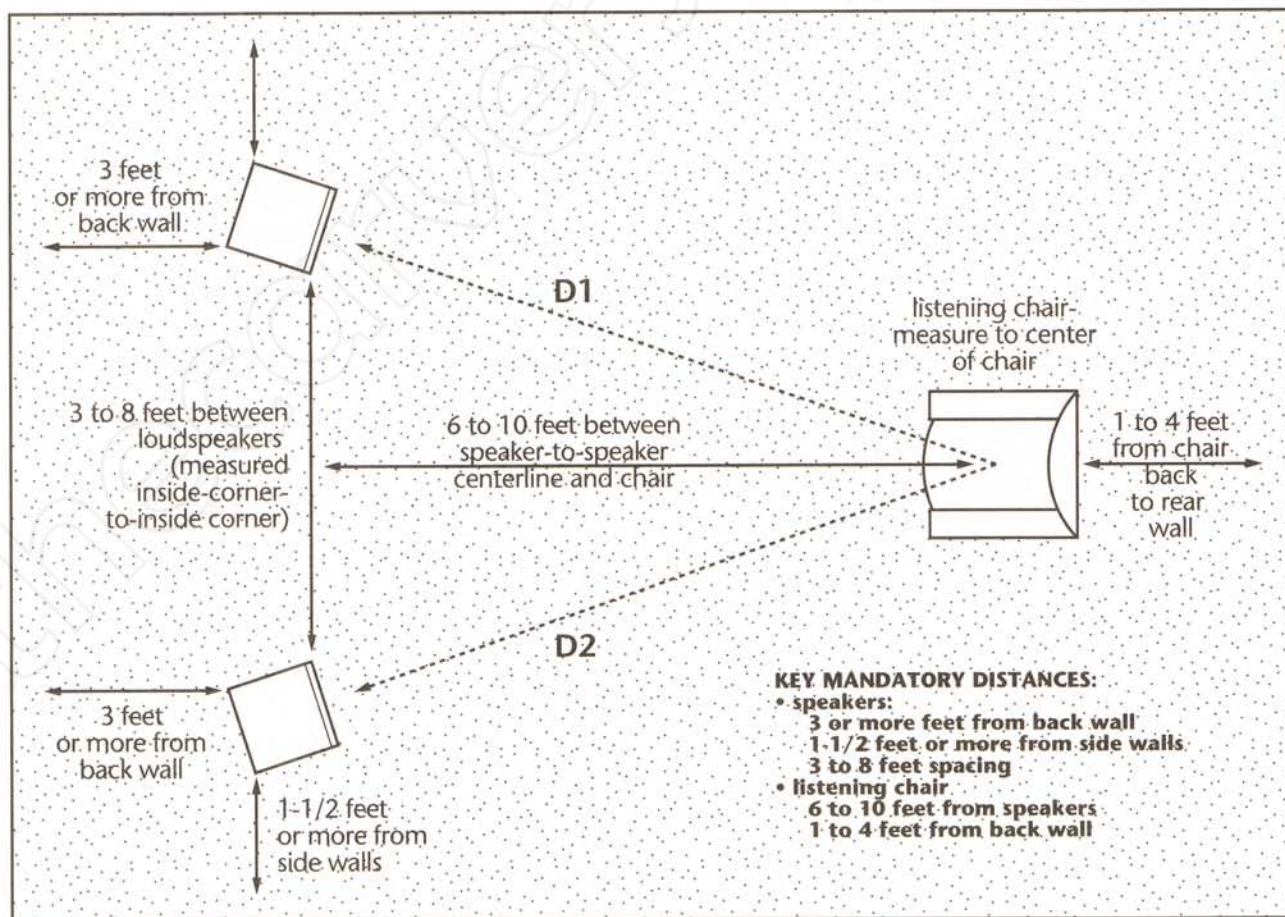 3 feet
or more from
back wall
D1
listening chair-
measure to center
of chair
3 to 8 feet between
loudspeakers
(measured
inside-corner-
to-inside corner)
6 to 10 feet between
speaker-to-speaker
centerline and chair
1 to 4 feet
from chair
back
to rear
wall
D2
3 feet
or more from
back wall
1-1/2 feet
or more from
side walls
KEY MANDATORY DISTANCES:
• speakers:
3 or more feet from back wall
1-1/2 feet or more from side walls
3 to 8 feet spacing
• listening chair
6 to 10 feet from speakers
1 to 4 feet from back wall